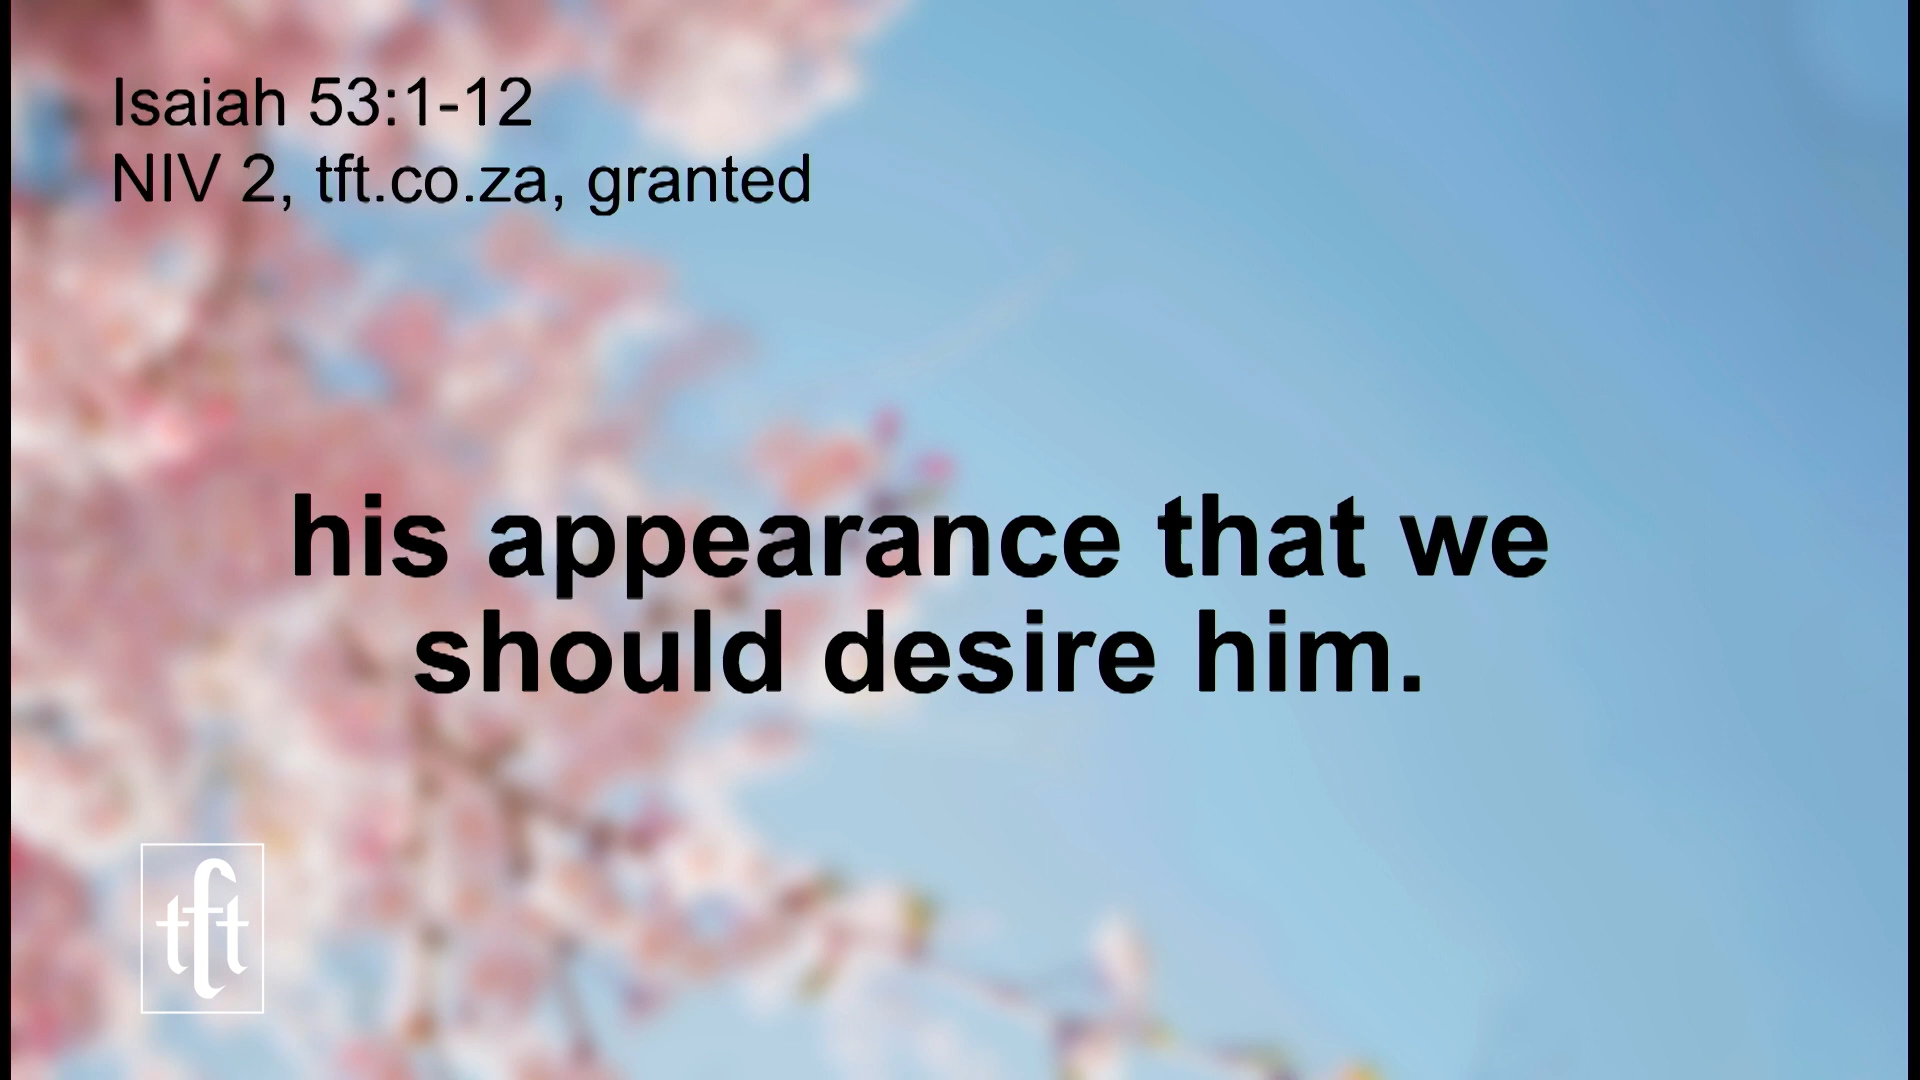 Isaiah 53:1-12
NIV 2, tft.co.za, granted
his appearance that we
should desire him.
tft